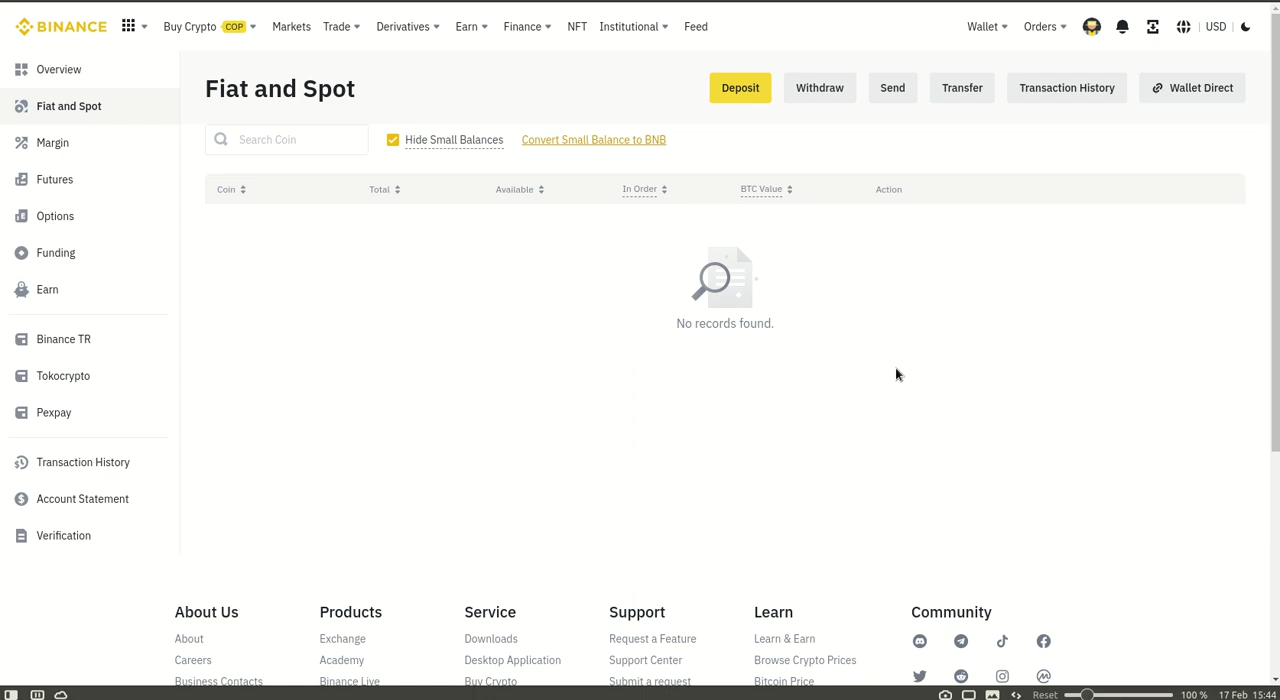 BINANCE Buy Crypto COP Markets Trade Derivatives Earn Finance NFT Institutional Feed Wallet Orders USD
Overview
Fiat and Spot
Margin
Futures
Options
Funding
Earn
Binance TR
Tokocrypto
Pexpay
Transaction History
Account Statement
Verification
Fiat and Spot
Deposit Withdraw Send Transfer Transaction History Wallet Direct
Search Coin Hide Small Balances Convert Small Balance to BNB
Coin Total Available In Order BTC Value Action
No records found.
About Us Products Service Support Learn Community
About Exchange Downloads Request a Feature Learn & Earn
Careers Academy Desktop Application Support Center Browse Crypto Prices
Business Contacts Binance Live Buy Crypto Submit a request Bitcoin Price
Reset 100 % 17 Feb 15:44